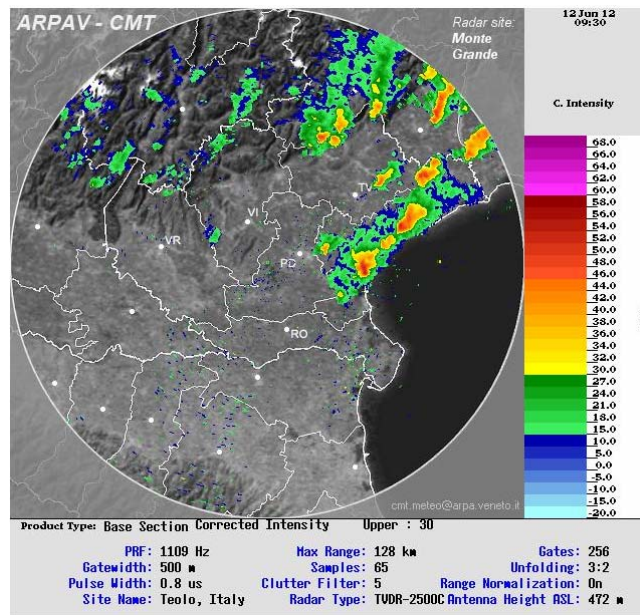 ARPAV - CMT
Radar site:
Monte
Grande
12 Jun 12
09:30
C. Intensity
68.0
66.0
64.0
62.0
60.0
58.0
56.0
54.0
52.0
50.0
48.0
46.0
44.0
42.0
40.0
38.0
36.0
34.0
32.0
30.0
27.0
24.0
21.0
18.0
15.0
10.0
5.0
0.0
-5.0
-10.0
-15.0
-20.0
TV
VI
VR
PD
RO
cmt.meteo@arpa.veneto.it
Product Type: Base Section Corrected Intensity Upper : 30
PRF: 1109 Hz Max Range: 128 km Gates: 256
Gatewidth: 500 m Samples: 65 Unfolding: 3:2
Pulse Width: 0.8 us Clutter Filter: 5 Range Normalization: On
Site Name: Teolo, Italy Radar Type: TVDR-2500C Antenna Height ASL: 472 m